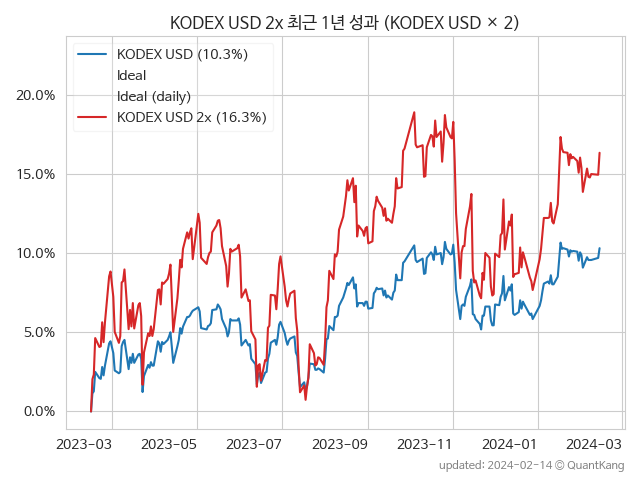 KODEX USD 2x 최근 1년 성과 (KODEX USD × 2)
KODEX USD (10.3%)
Ideal
Ideal (daily)
KODEX USD 2x (16.3%)
20.0%
15.0%
10.0%
5.0%
0.0%
2023-03 2023-05 2023-07 2023-09 2023-11 2024-01 2024-03
updated: 2024-02-14 © QuantKang